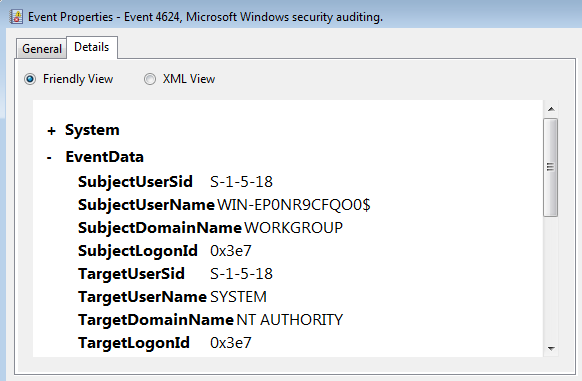 Event Properties - Event 4624, Microsoft Windows security auditing.
General Details
Friendly View XML View
+ System
- EventData
SubjectUserSid S-1-5-18
SubjectUserName WIN-EP0NR9CFQO0$
SubjectDomainName WORKGROUP
SubjectLogonId 0x3e7
TargetUserSid S-1-5-18
TargetUserName SYSTEM
TargetDomainName NT AUTHORITY
TargetLogonId 0x3e7